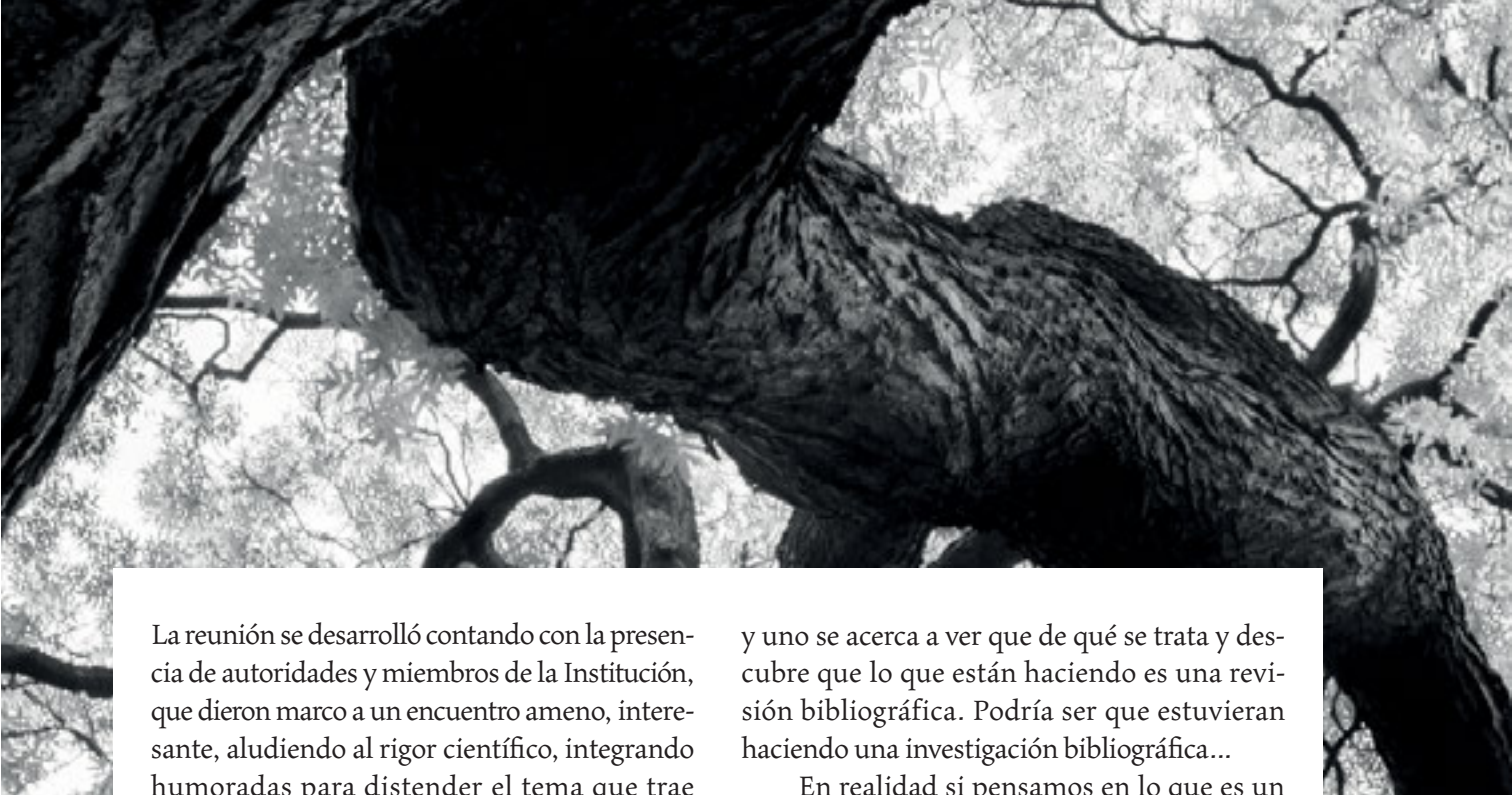 La reunión se desarrolló contando con la presen-
cia de autoridades y miembros de la Institución,
que dieron marco a un encuentro ameno, intere-
sante, aludiendo al rigor científico, integrando
humoradas para distender el tema que trae
y uno se acerca a ver que de qué se trata y des-
cubre que lo que están haciendo es una revi-
sión bibliográfica. Podría ser que estuvieran
haciendo una investigación bibliográfica...
En realidad si pensamos en lo que es un